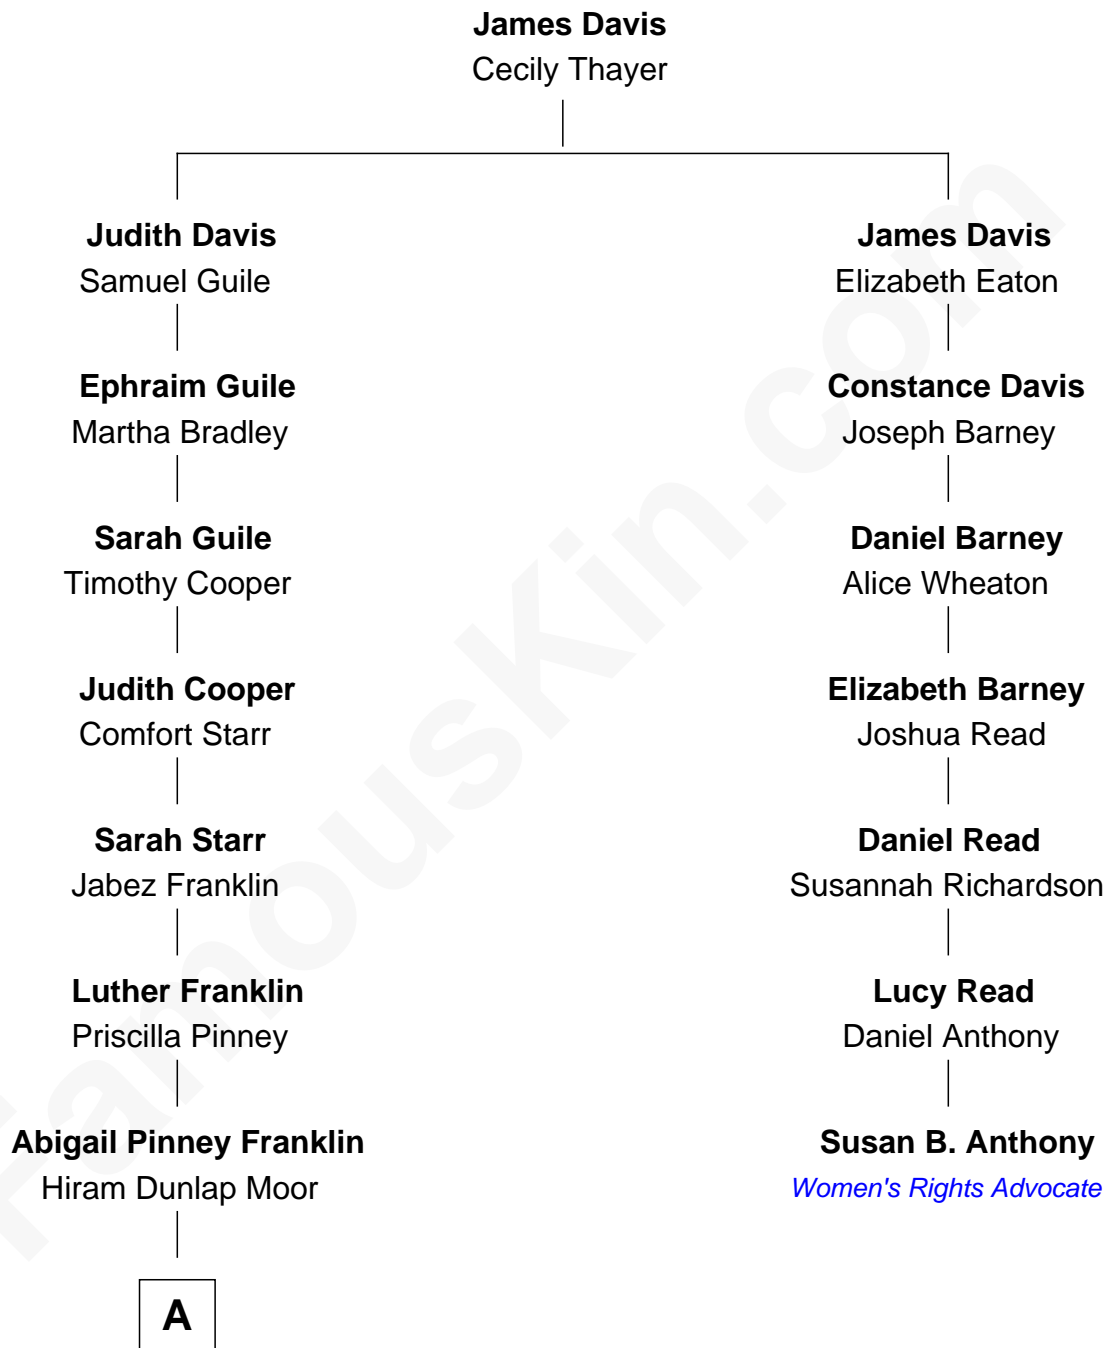 James Davis
Cecily Thayer
Judith Davis
Samuel Guile
James Davis
Elizabeth Eaton
Ephraim Guile
Martha Bradley
Constance Davis
Joseph Barney
Sarah Guile
Timothy Cooper
Daniel Barney
Alice Wheaton
Judith Cooper
Comfort Starr
Elizabeth Barney
Joshua Read
Sarah Starr
Jabez Franklin
Daniel Read
Susannah Richardson
Luther Franklin
Priscilla Pinney
Lucy Read
Daniel Anthony
Abigail Pinney Franklin
Hiram Dunlap Moor
Susan B. Anthony
Women's Rights Advocate
A
FamousKin.com